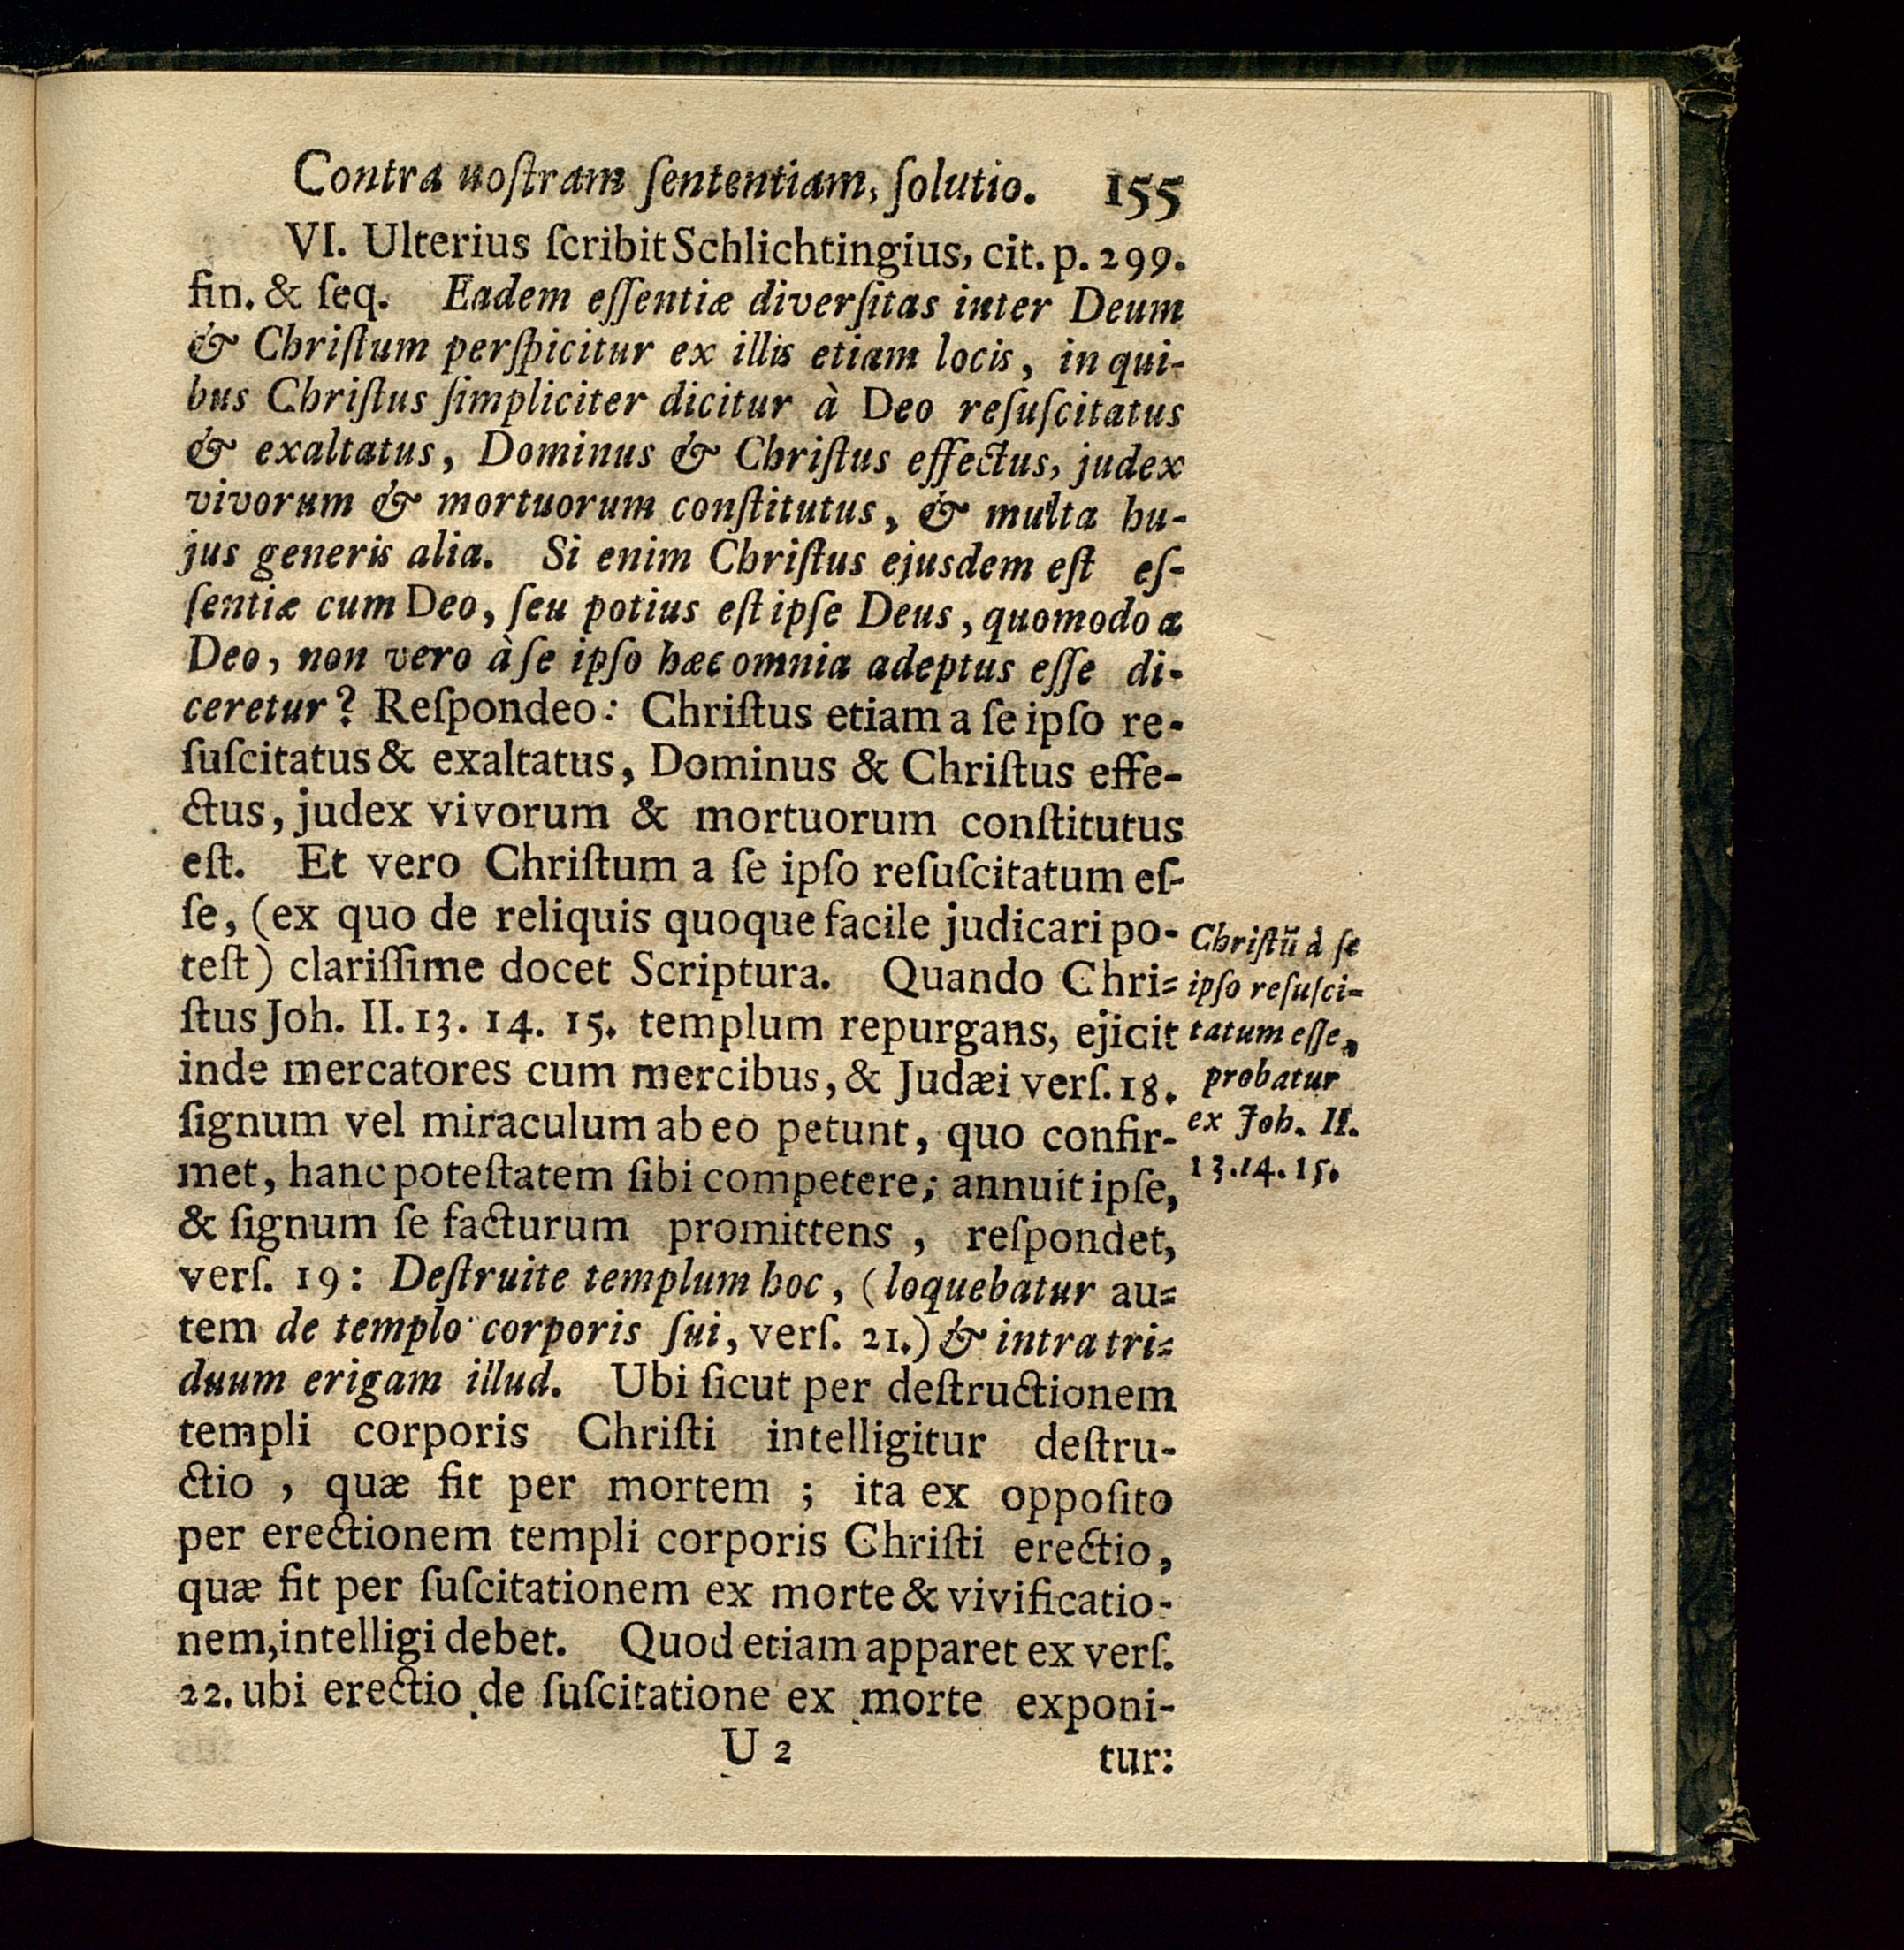 Contra noſtram ſententiam, ſolutio. 155
VI. Ulterius ſcribit Schlichtingius, cit. p. 299.
fin. & ſeq. Eadem eſſentiæ diverſitas inter Deum
& Chriſtum perſpicitur ex illis etiam locis, in qui-
bus Chriſtus ſimpliciter dicitur à Deo reſuſcitatus
& exaltatus, Dominus & Chriſtus effectus, judex
vivorum & mortuorum conſtitutus, & multa hu-
jus generis alia. Si enim Chriſtus ejusdem eſt eſ-
ſentiæ cum Deo, ſeu potius eſt ipſe Deus, quomodo a
Deo, non vero à ſe ipſo hæc omnia adeptus eſſe di-
ceretur? Reſpondeo: Chriſtus etiam a ſe ipſo re-
ſuſcitatus & exaltatus, Dominus & Chriſtus effe-
ctus, judex vivorum & mortuorum conſtitutus
eſt. Et vero Chriſtum a ſe ipſo reſuſcitatum eſ-
ſe, (ex quo de reliquis quoque facile judicari po-
teſt) clariſſime docet Scriptura. Quando Chri-
ſtus Joh. II. 13. 14. 15. templum repurgans, ejicit
inde mercatores cum mercibus, & Judæi verſ. 18.
ſignum vel miraculum ab eo petunt, quo confir-
met, hanc poteſtatem ſibi competere; annuit ipſe,
& ſignum ſe facturum promittens, reſpondet,
verſ. 19: Deſtruite templum hoc, (loquebatur au-
tem de templo corporis ſui, verſ. 21.) & intra tri-
duum erigam illud. Ubi ſicut per deſtructionem
templi corporis Chriſti intelligitur deſtru-
ctio, quæ fit per mortem; ita ex oppoſito
per erectionem templi corporis Chriſti erectio,
quæ fit per ſuſcitationem ex morte & vivificatio-
nem, intelligi debet. Quod etiam apparet ex verſ.
22. ubi erectio de ſuſcitatione ex morte exponi-
U 2 tur:
Chriſtū à ſe
ipſo reſuſci-
tatum eſſe,
probatur
ex Joh. II.
13.14.15.